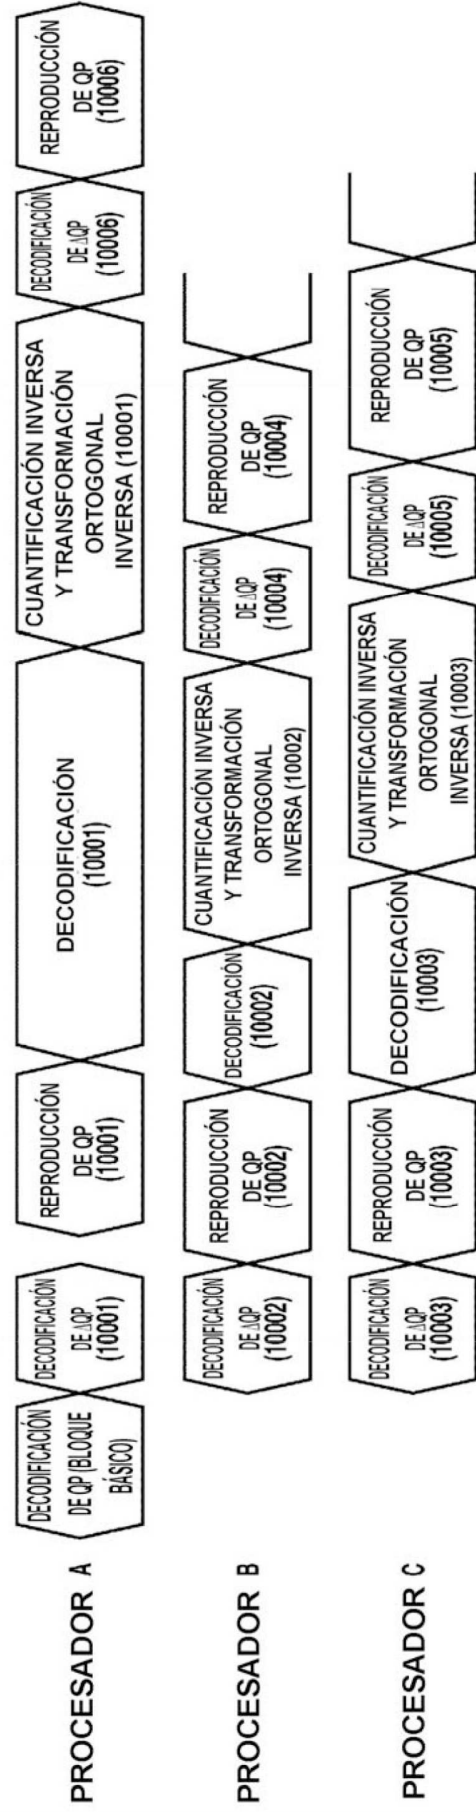 PROCESADOR A
DECODIFICACIÓN
DE QP (BLOQUE
BÁSICO)
DECODIFICACIÓN
DE ΔQP
(10001)
REPRODUCCIÓN
DE QP
(10001)
DECODIFICACIÓN
(10001)
CUANTIFICACIÓN INVERSA
Y TRANSFORMACIÓN
ORTOGONAL
INVERSA (10001)
DECODIFICACIÓN
DE ΔQP
(10006)
REPRODUCCIÓN
DE QP
(10006)
PROCESADOR B
DECODIFICACIÓN
DE ΔQP
(10002)
REPRODUCCIÓN
DE QP
(10002)
DECODIFICACIÓN
(10002)
CUANTIFICACIÓN INVERSA
Y TRANSFORMACIÓN
ORTOGONAL
INVERSA (10002)
DECODIFICACIÓN
DE ΔQP
(10004)
REPRODUCCIÓN
DE QP
(10004)
PROCESADOR C
DECODIFICACIÓN
DE ΔQP
(10003)
REPRODUCCIÓN
DE QP
(10003)
DECODIFICACIÓN
(10003)
CUANTIFICACIÓN INVERSA
Y TRANSFORMACIÓN
ORTOGONAL
INVERSA (10003)
DECODIFICACIÓN
DE ΔQP
(10005)
REPRODUCCIÓN
DE QP
(10005)